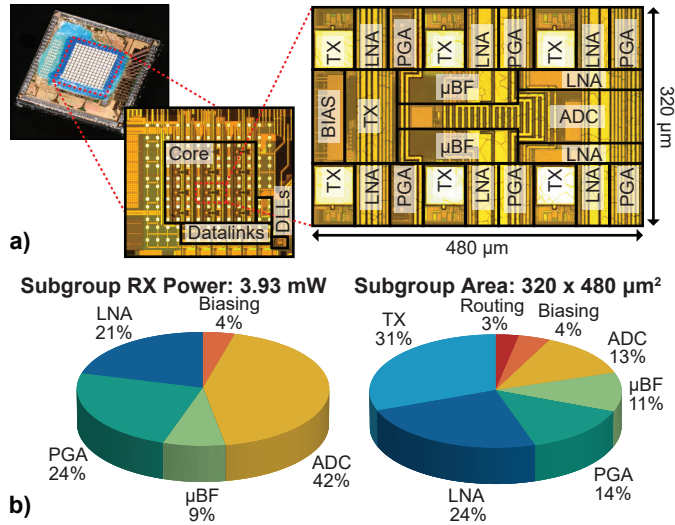 a)
Core
Datalinks
DLLs
TX LNA PGA TX LNA PGA TX LNA PGA
BIAS TX µBF LNA
ADC
µBF LNA
TX LNA PGA TX LNA PGA TX LNA PGA
320 µm
480 µm
b)
Subgroup RX Power: 3.93 mW
Biasing
4%
LNA
21%
PGA
24%
µBF
9%
ADC
42%
Subgroup Area: 320 x 480 µm²
Routing
3%
Biasing
4%
TX
31%
ADC
13%
µBF
11%
PGA
14%
LNA
24%